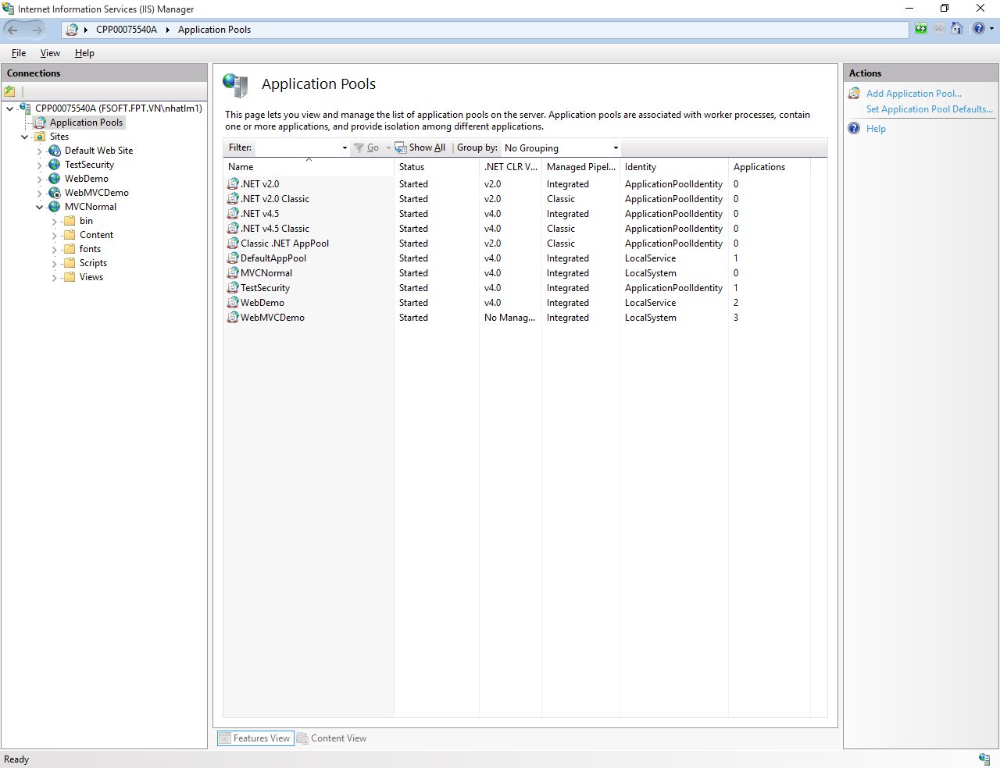 Internet Information Services (IIS) Manager
CPP00075540A
Application Pools
File View Help
Connections
CPP00075540A (FSOFT.FPT.VN\nhatlm1)
Application Pools
Sites
Default Web Site
TestSecurity
WebDemo
WebMVCDemo
MVCNormal
bin
Content
fonts
Scripts
Views
Application Pools
This page lets you view and manage the list of application pools on the server. Application pools are associated with worker processes, contain
one or more applications, and provide isolation among different applications.
Filter: Go Show All Group by: No Grouping
Name Status .NET CLR V... Managed Pipel... Identity Applications
.NET v2.0 Started v2.0 Integrated ApplicationPoolIdentity 0
.NET v2.0 Classic Started v2.0 Classic ApplicationPoolIdentity 0
.NET v4.5 Started v4.0 Integrated ApplicationPoolIdentity 0
.NET v4.5 Classic Started v4.0 Classic ApplicationPoolIdentity 0
Classic .NET AppPool Started v2.0 Classic ApplicationPoolIdentity 0
DefaultAppPool Started v4.0 Integrated LocalService 1
MVCNormal Started v4.0 Integrated LocalSystem 0
TestSecurity Started v4.0 Integrated ApplicationPoolIdentity 1
WebDemo Started v4.0 Integrated LocalService 2
WebMVCDemo Started No Manag... Integrated LocalSystem 3
Features View Content View
Actions
Add Application Pool...
Set Application Pool Defaults...
Help
Ready